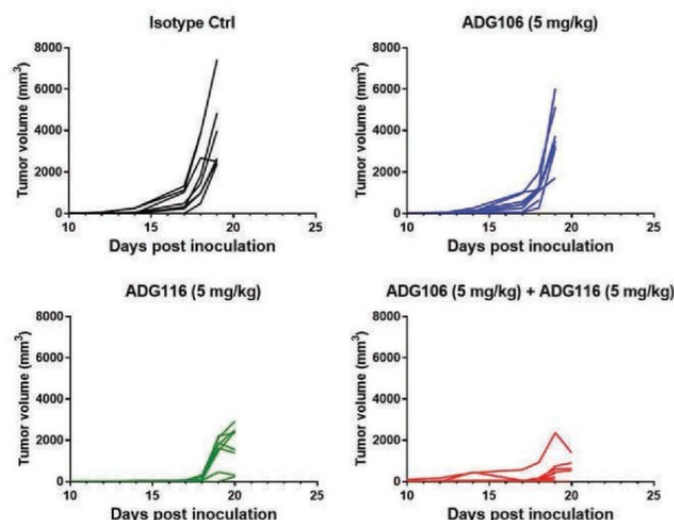 Isotype Ctrl
ADG106 (5 mg/kg)
8000
6000
4000
2000
0
Tumor volume (mm³)
10 15 20 25
Days post inoculation
8000
6000
4000
2000
0
Tumor volume (mm³)
10 15 20 25
Days post inoculation
ADG116 (5 mg/kg)
ADG106 (5 mg/kg) + ADG116 (5 mg/kg)
8000
6000
4000
2000
0
Tumor volume (mm³)
10 15 20 25
Days post inoculation
8000
6000
4000
2000
0
Tumor volume (mm³)
10 15 20 25
Days post inoculation